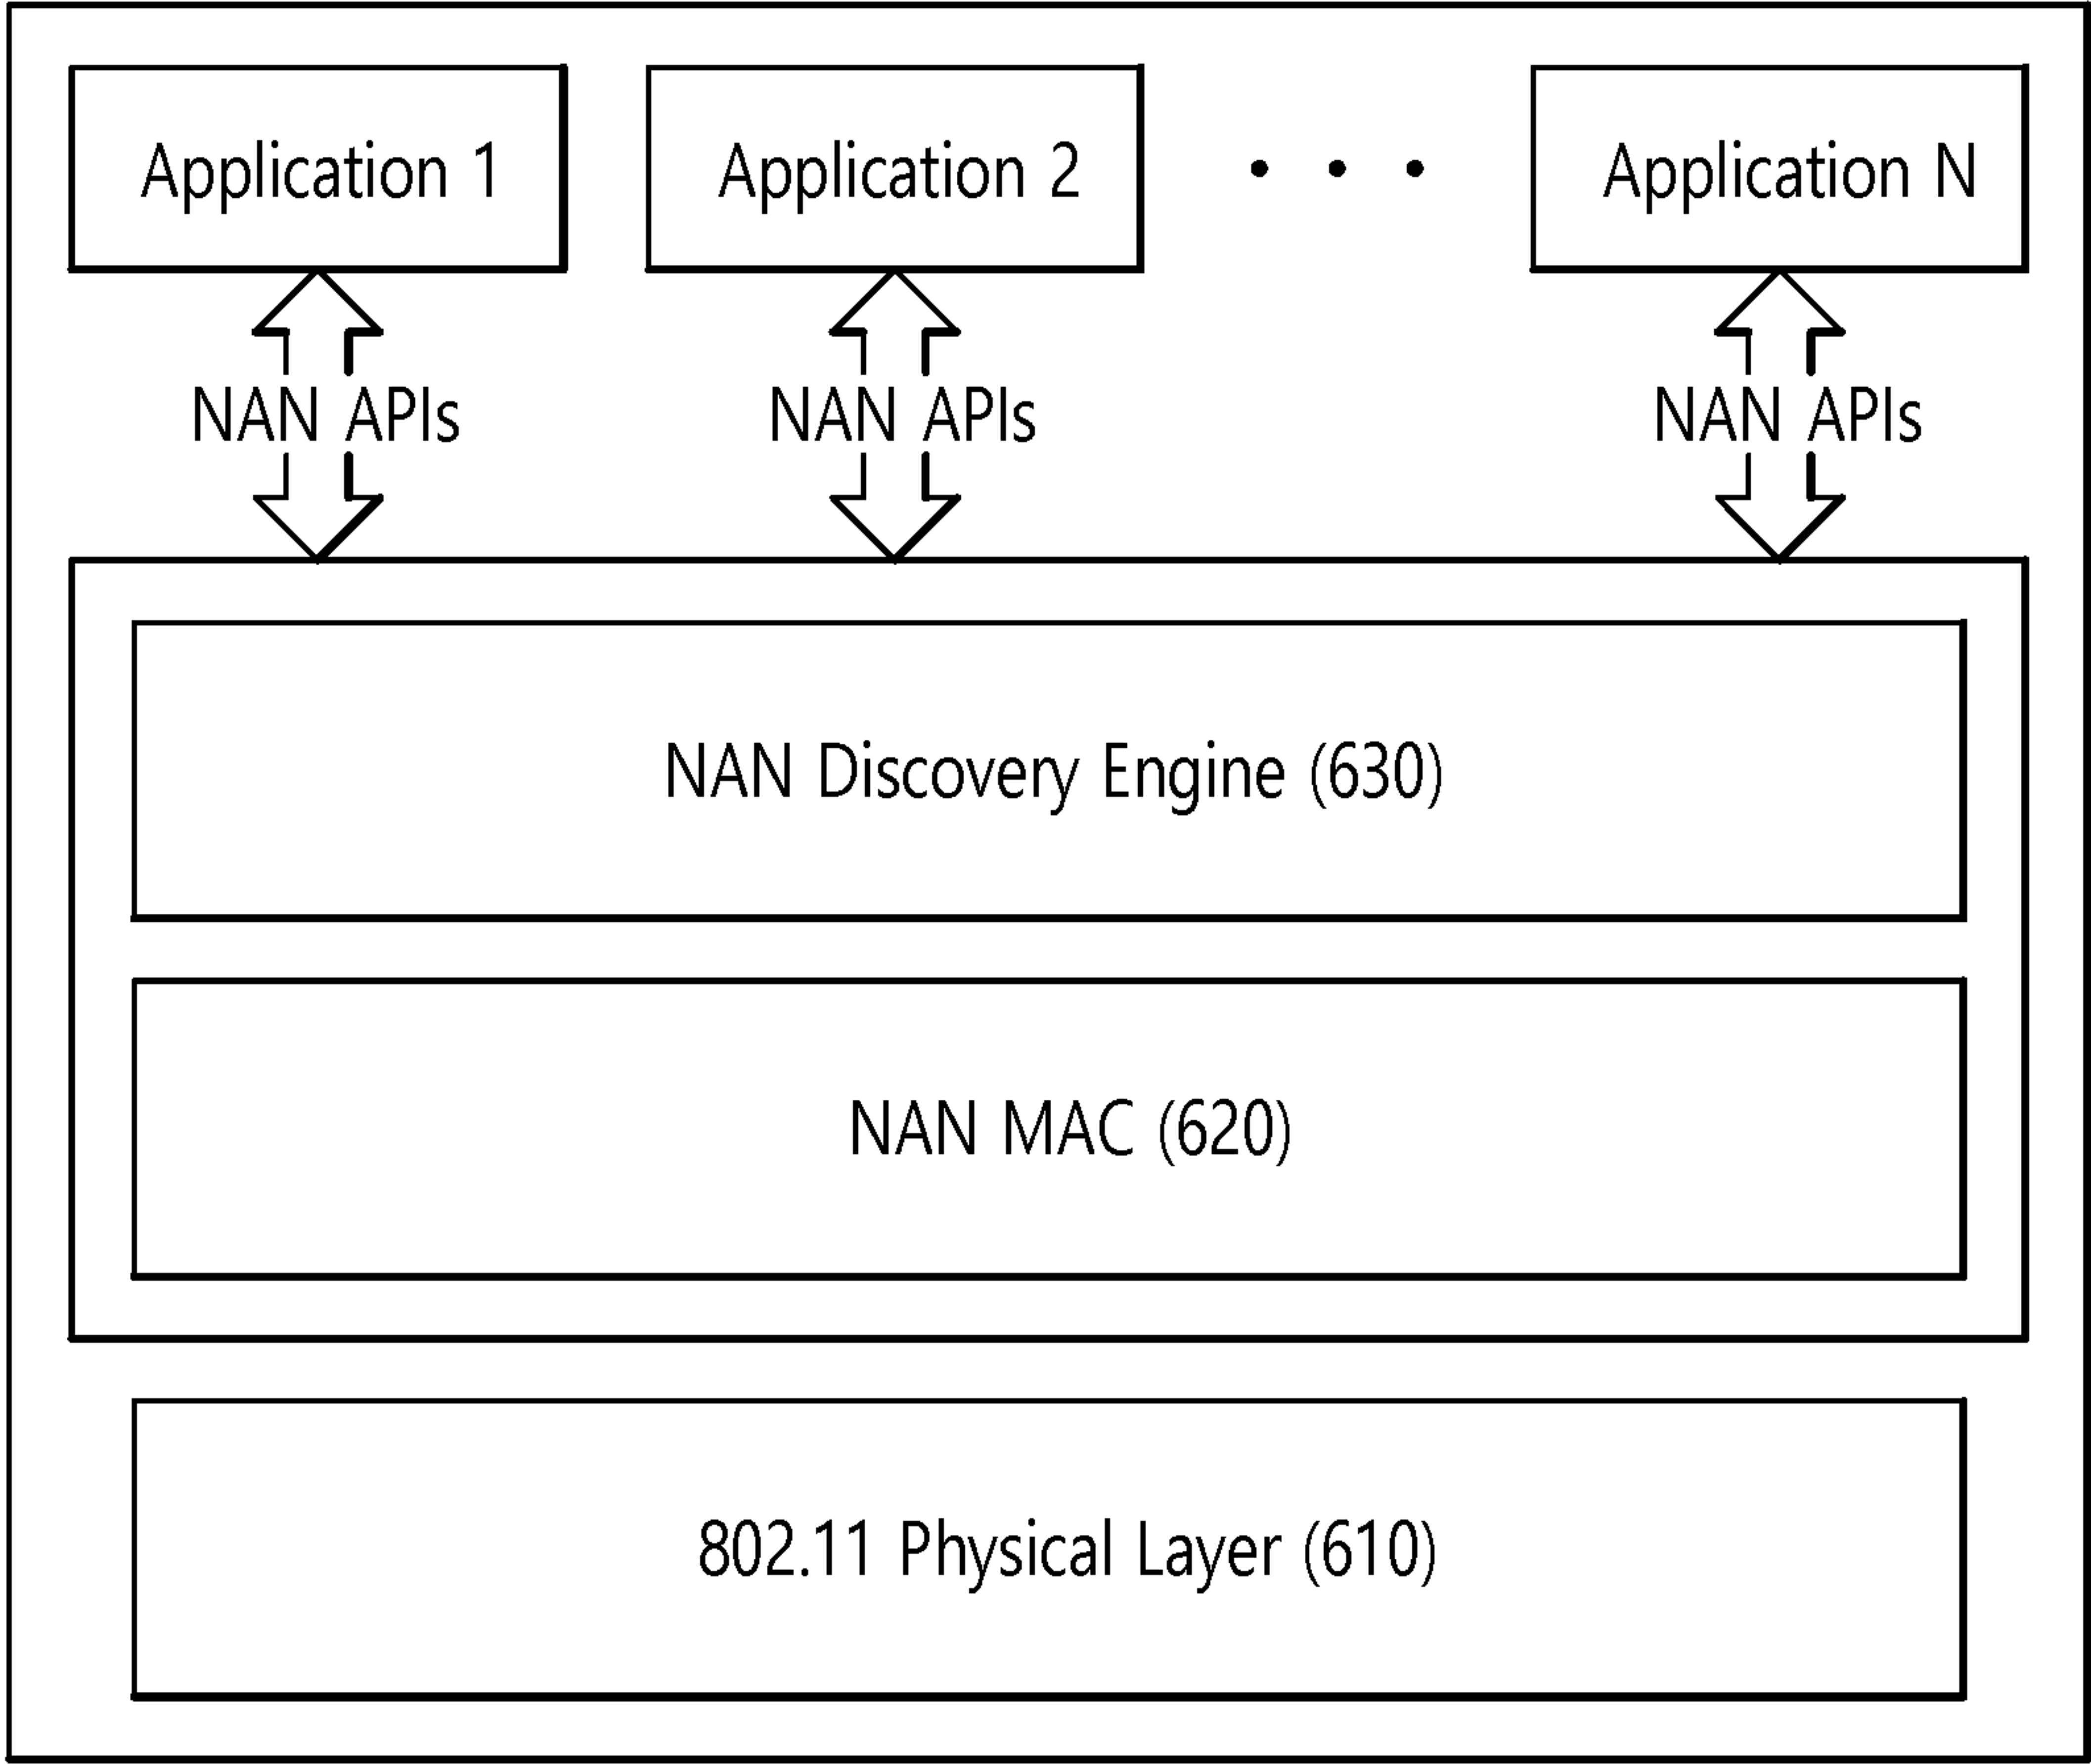 Application 1
Application 2
. . .
Application N
NAN APIs
NAN APIs
NAN APIs
NAN Discovery Engine (630)
NAN MAC (620)
802.11 Physical Layer (610)